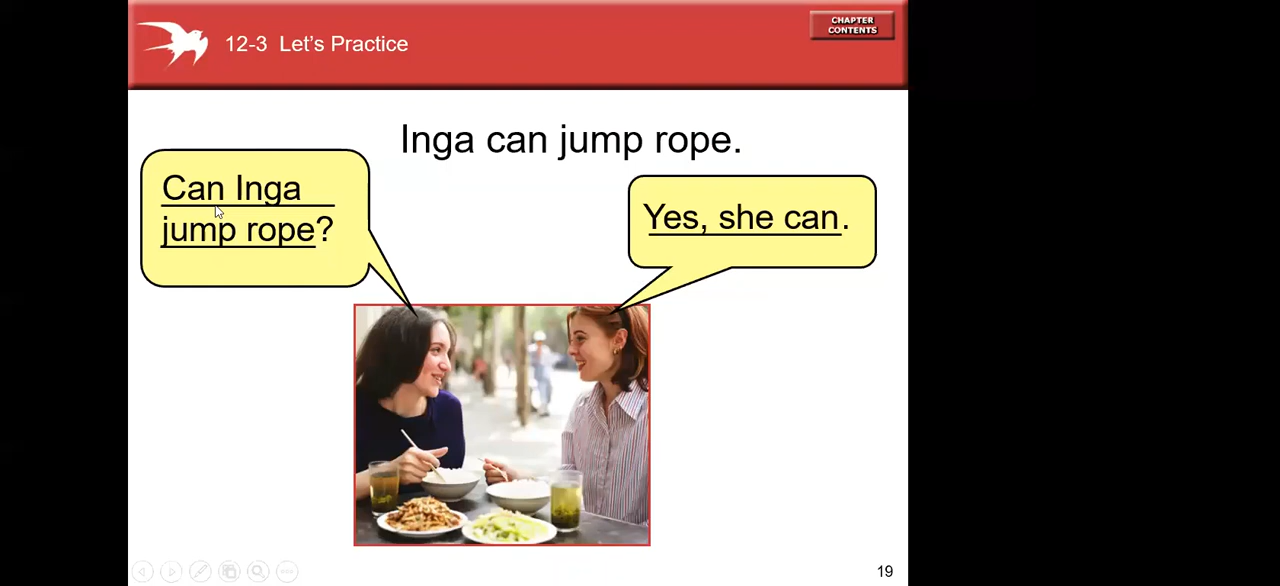 12-3 Let's Practice
CHAPTER
CONTENTS
Inga can jump rope.
Can Inga
jump rope?
Yes, she can.
19